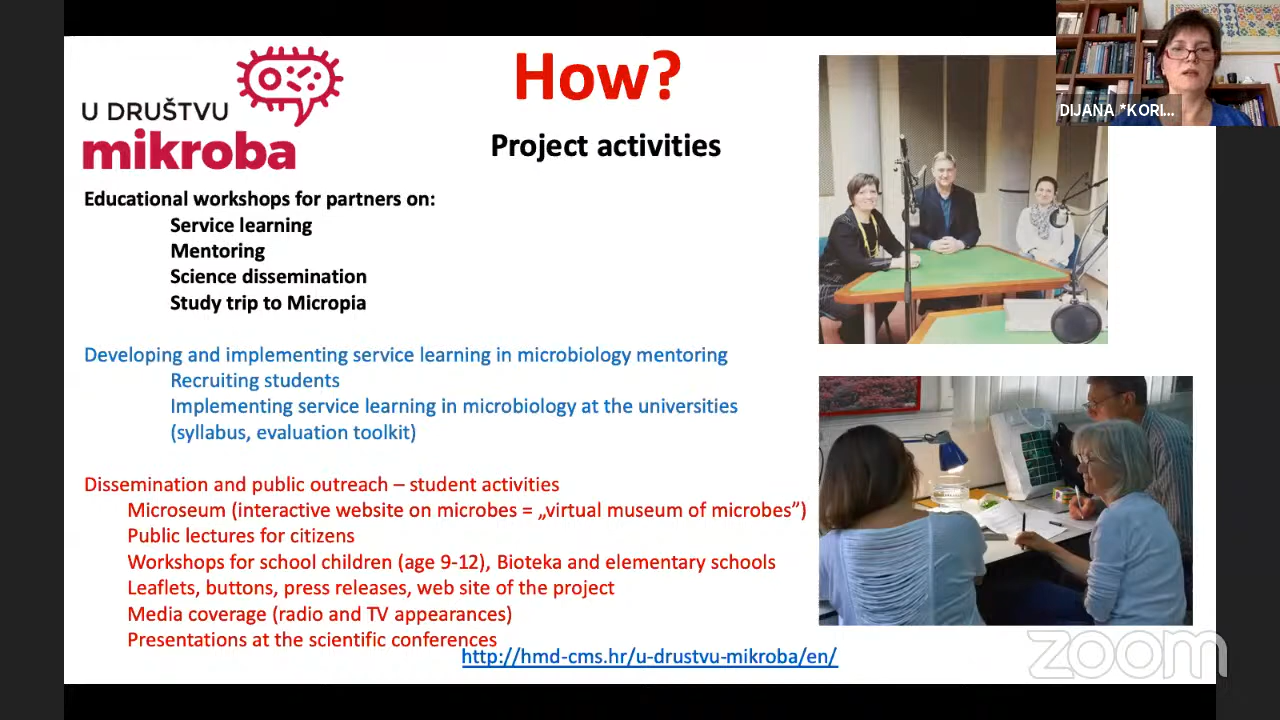 U DRUŠTVU
mikroba
How?
Project activities
DIJANA *KORI...
Educational workshops for partners on:
Service learning
Mentoring
Science dissemination
Study trip to Micropia
Developing and implementing service learning in microbiology mentoring
Recruiting students
Implementing service learning in microbiology at the universities
(syllabus, evaluation toolkit)
Dissemination and public outreach – student activities
Microseum (interactive website on microbes = „virtual museum of microbes”)
Public lectures for citizens
Workshops for school children (age 9-12), Bioteka and elementary schools
Leaflets, buttons, press releases, web site of the project
Media coverage (radio and TV appearances)
Presentations at the scientific conferences
http://hmd-cms.hr/u-drustvu-mikroba/en/
zoom